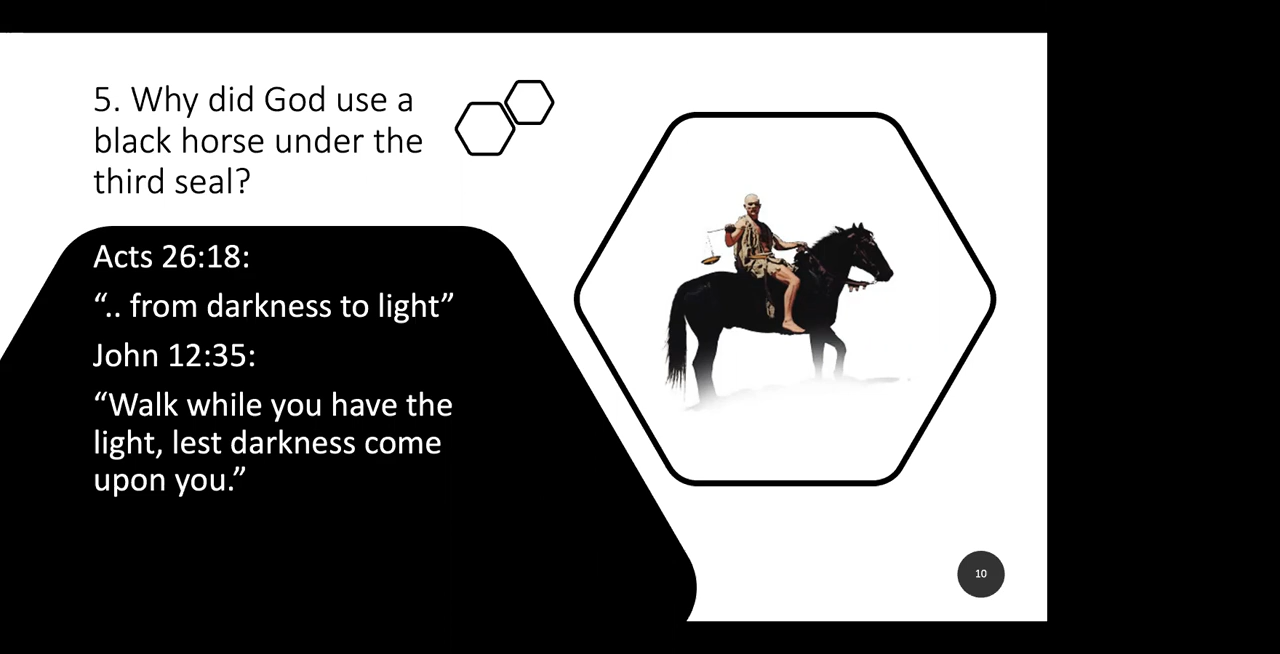 5. Why did God use a
black horse under the
third seal?
Acts 26:18:
“.. from darkness to light”
John 12:35:
“Walk while you have the
light, lest darkness come
upon you.”
10